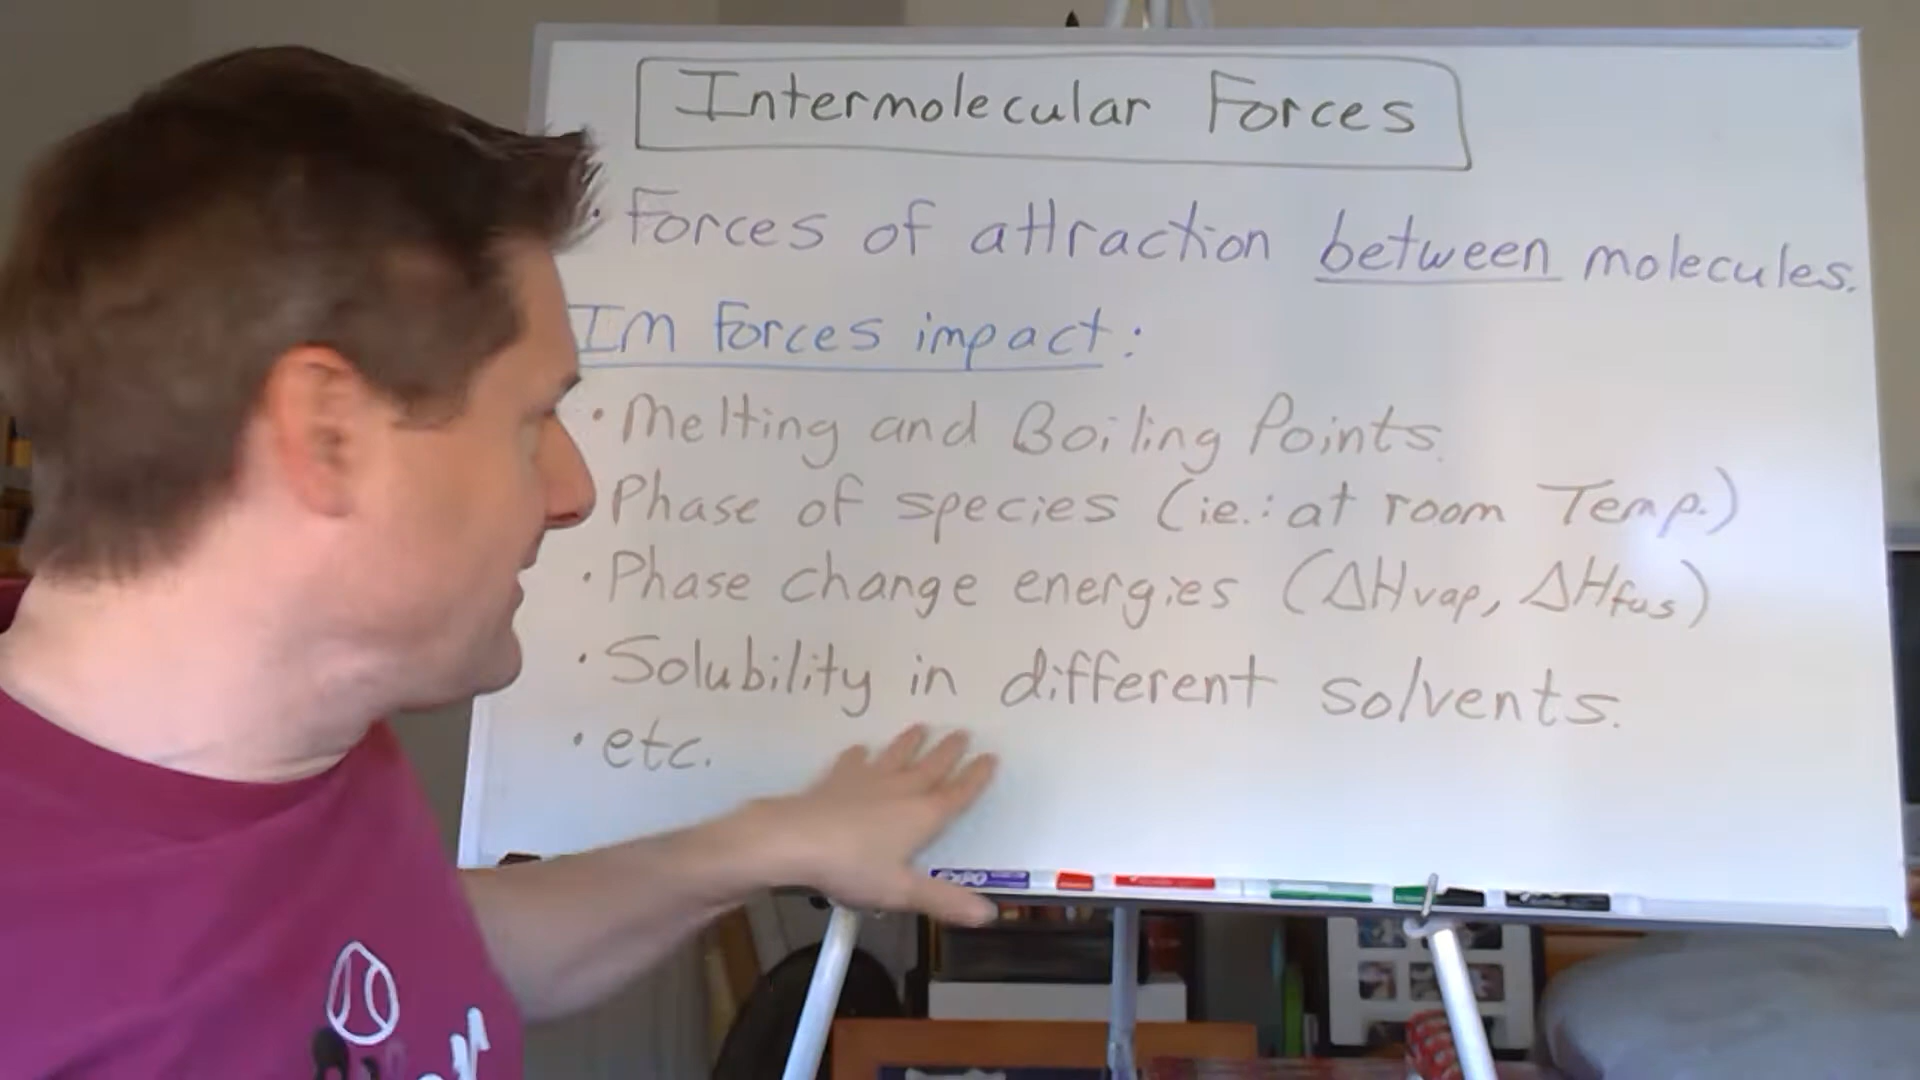 Intermolecular Forces
· Forces of attraction between molecules.
IM Forces impact:
· Melting and Boiling Points.
Phase of species (ie.: at room Temp.)
· Phase change energies (ΔHvap, ΔHfus)
· Solubility in different solvents.
· etc.
EXPO